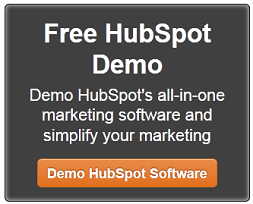 Free HubSpot
Demo
Demo HubSpot's all-in-one
marketing software and
simplify your marketing
Demo HubSpot Software